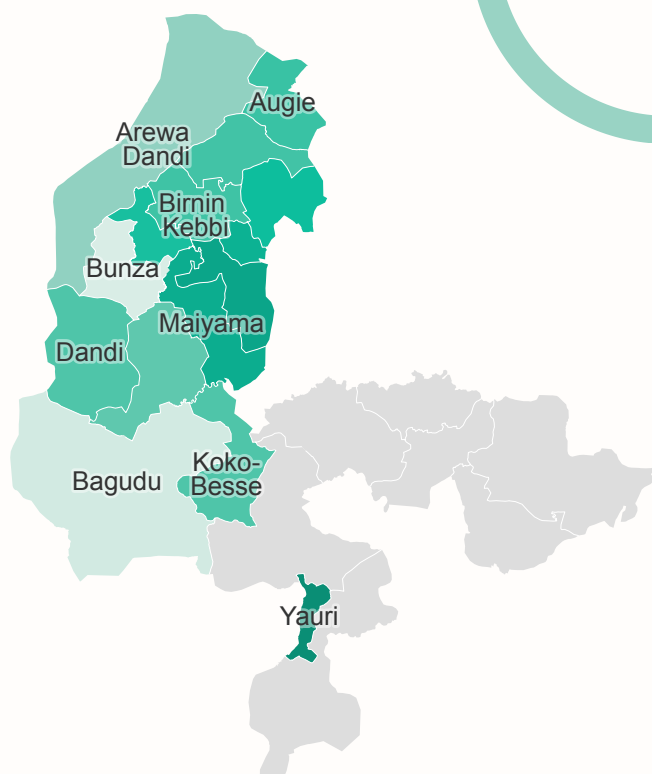 Augie
Arewa
Dandi
Birnin
Kebbi
Bunza
Maiyama
Dandi
Koko-
Besse
Bagudu
Yauri